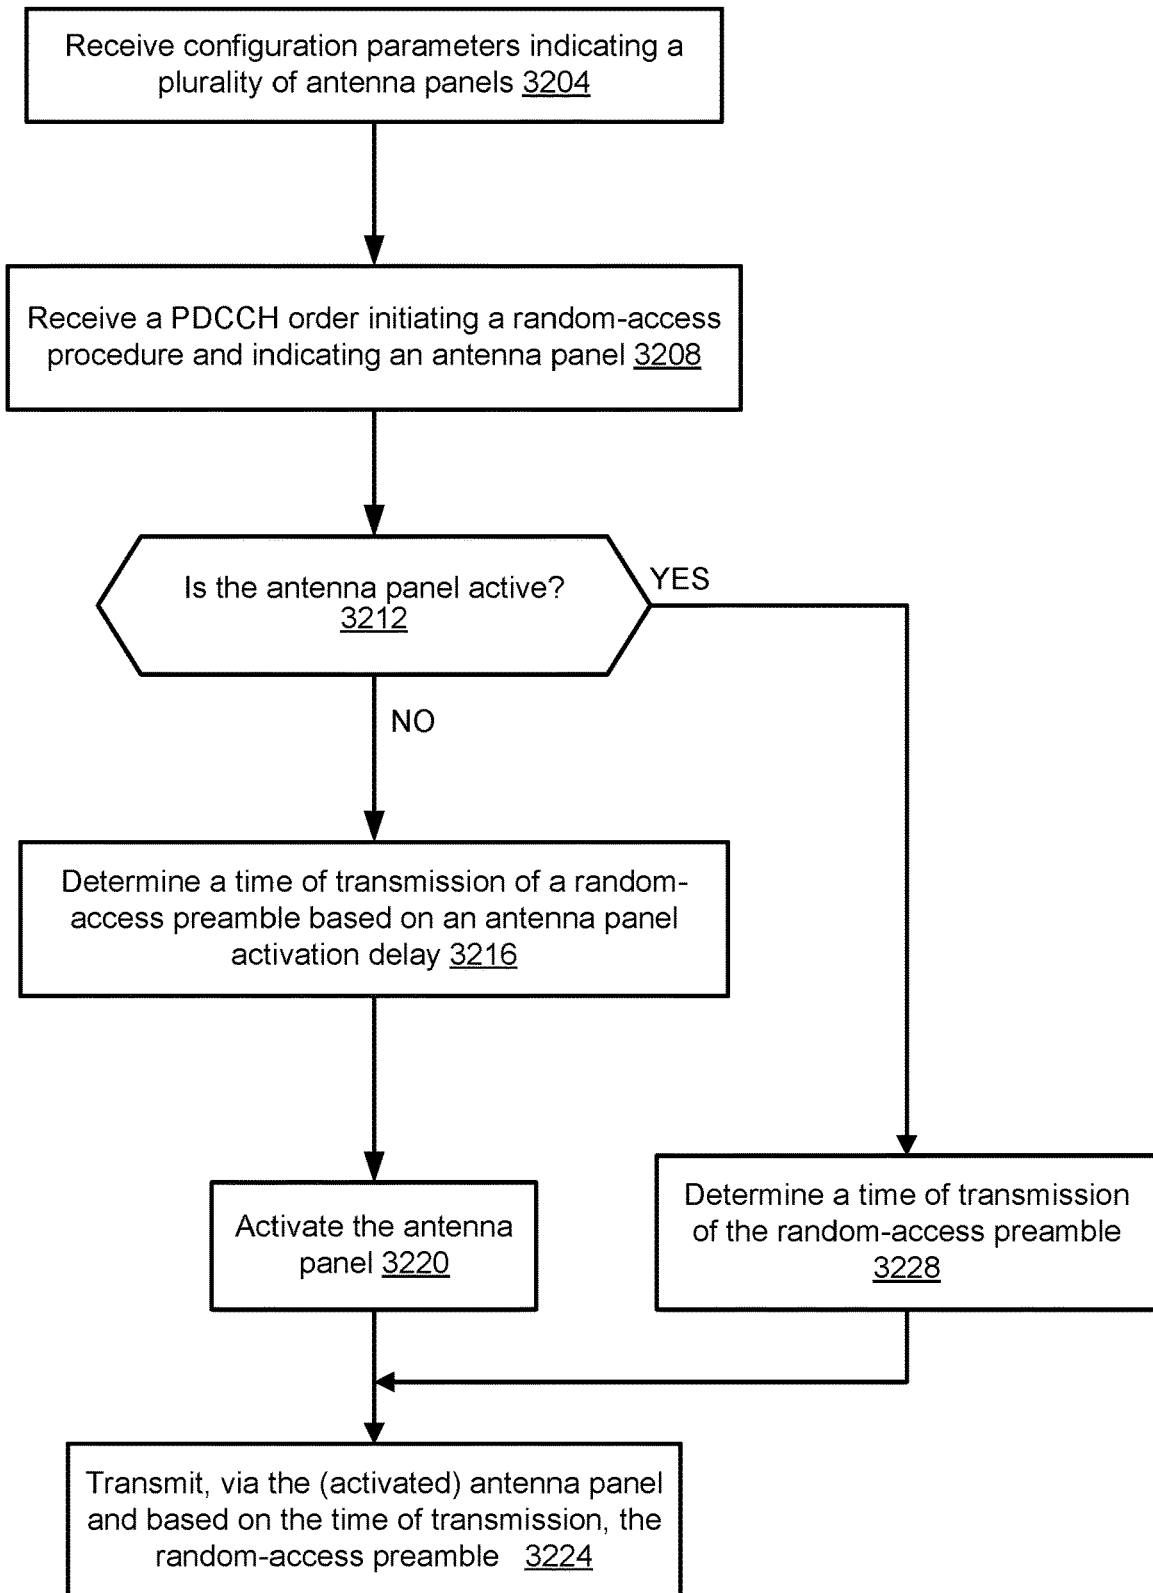 Receive configuration parameters indicating a
plurality of antenna panels 3204
Receive a PDCCH order initiating a random-access
procedure and indicating an antenna panel 3208
Is the antenna panel active?
3212
YES
NO
Determine a time of transmission of a random-
access preamble based on an antenna panel
activation delay 3216
Activate the antenna
panel 3220
Determine a time of transmission
of the random-access preamble
3228
Transmit, via the (activated) antenna panel
and based on the time of transmission, the
random-access preamble 3224